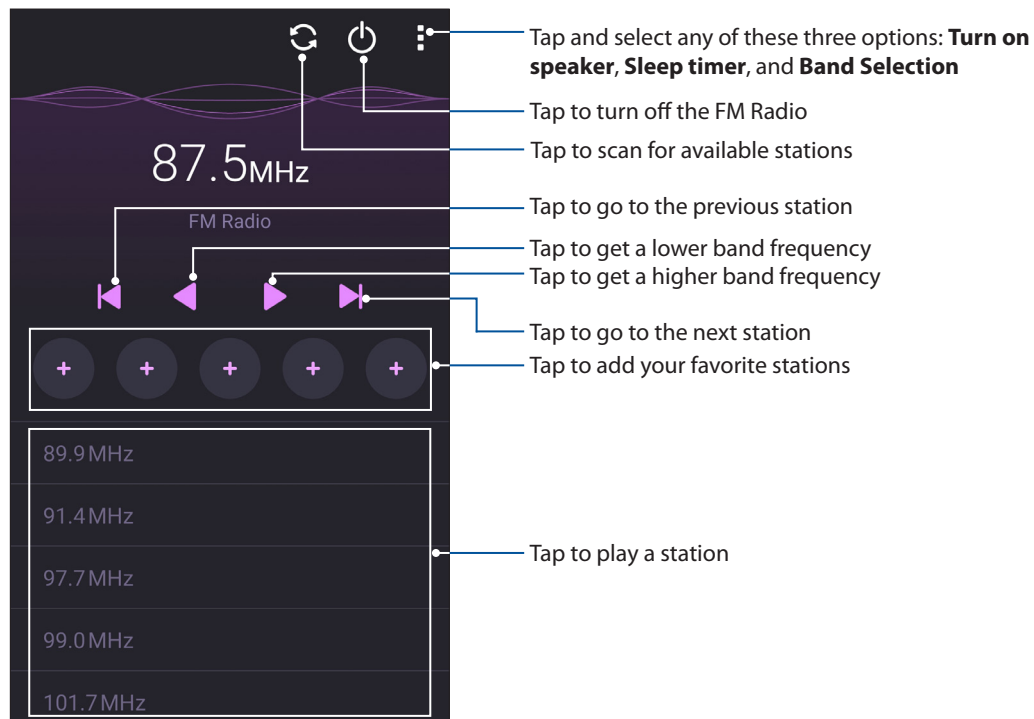 Tap and select any of these three options: Turn on
speaker, Sleep timer, and Band Selection
Tap to turn off the FM Radio
Tap to scan for available stations
87.5MHz
FM Radio
Tap to go to the previous station
Tap to get a lower band frequency
Tap to get a higher band frequency
Tap to go to the next station
Tap to add your favorite stations
+ + + + +
89.9MHz
91.4MHz
97.7MHz
99.0MHz
101.7MHz
Tap to play a station